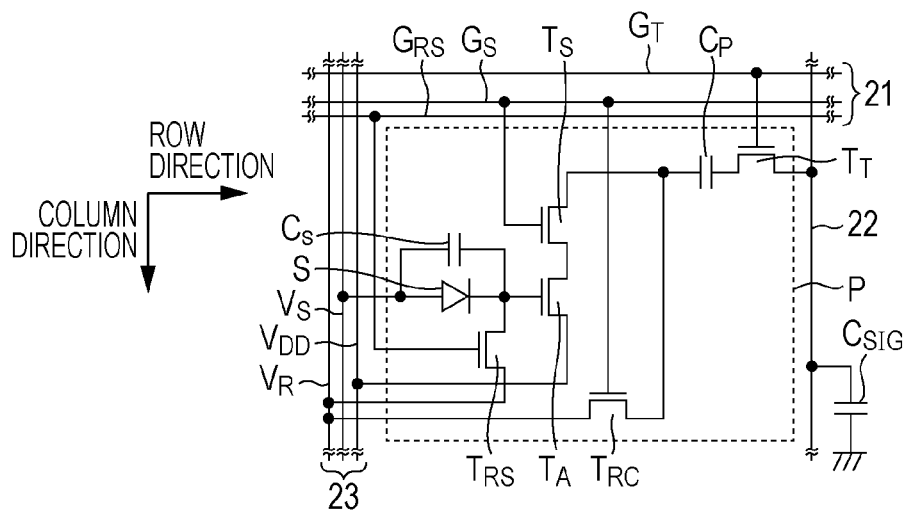 G_RS G_S T_S G_T C_P
21
ROW
DIRECTION
T_T
COLUMN
DIRECTION
C_S
22
S
P
V_S
V_DD
C_SIG
V_R
T_RS T_A T_RC
23